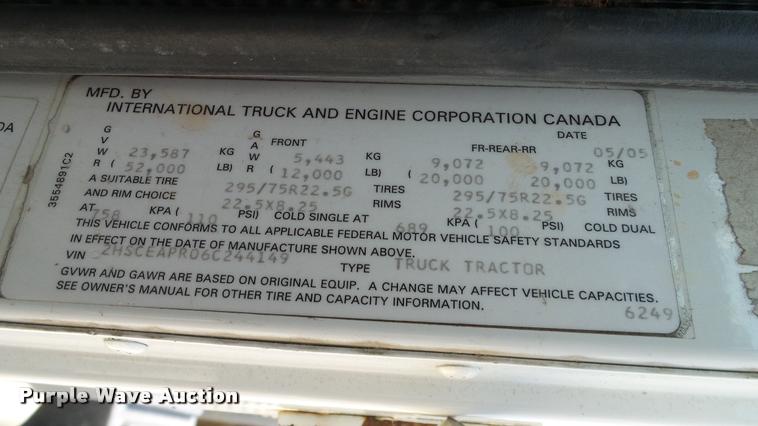 MFD. BY
INTERNATIONAL TRUCK AND ENGINE CORPORATION CANADA
DATE
G G FRONT FR-REAR-RR 05/05
V A
W 23,587 KG W 5,443 KG 9,072 9,072 KG
R ( 52,000 LB) R ( 12,000 LB) ( 20,000 20,000 LB)
A SUITABLE TIRE 295/75R22.5G TIRES 295/75R22.5G TIRES
AND RIM CHOICE 22.5X8.25 RIMS 22.5X8.25 RIMS
AT 758 KPA ( 110 PSI) COLD SINGLE AT 689 KPA ( 100 PSI) COLD DUAL
THIS VEHICLE CONFORMS TO ALL APPLICABLE FEDERAL MOTOR VEHICLE SAFETY STANDARDS
IN EFFECT ON THE DATE OF MANUFACTURE SHOWN ABOVE.
VIN 2HSCEAPR06C244149 TYPE TRUCK TRACTOR
GVWR AND GAWR ARE BASED ON ORIGINAL EQUIP. A CHANGE MAY AFFECT VEHICLE CAPACITIES.
SEE OWNER'S MANUAL FOR OTHER TIRE AND CAPACITY INFORMATION.
6249
3554891C2
DA
Purple Wave Auction